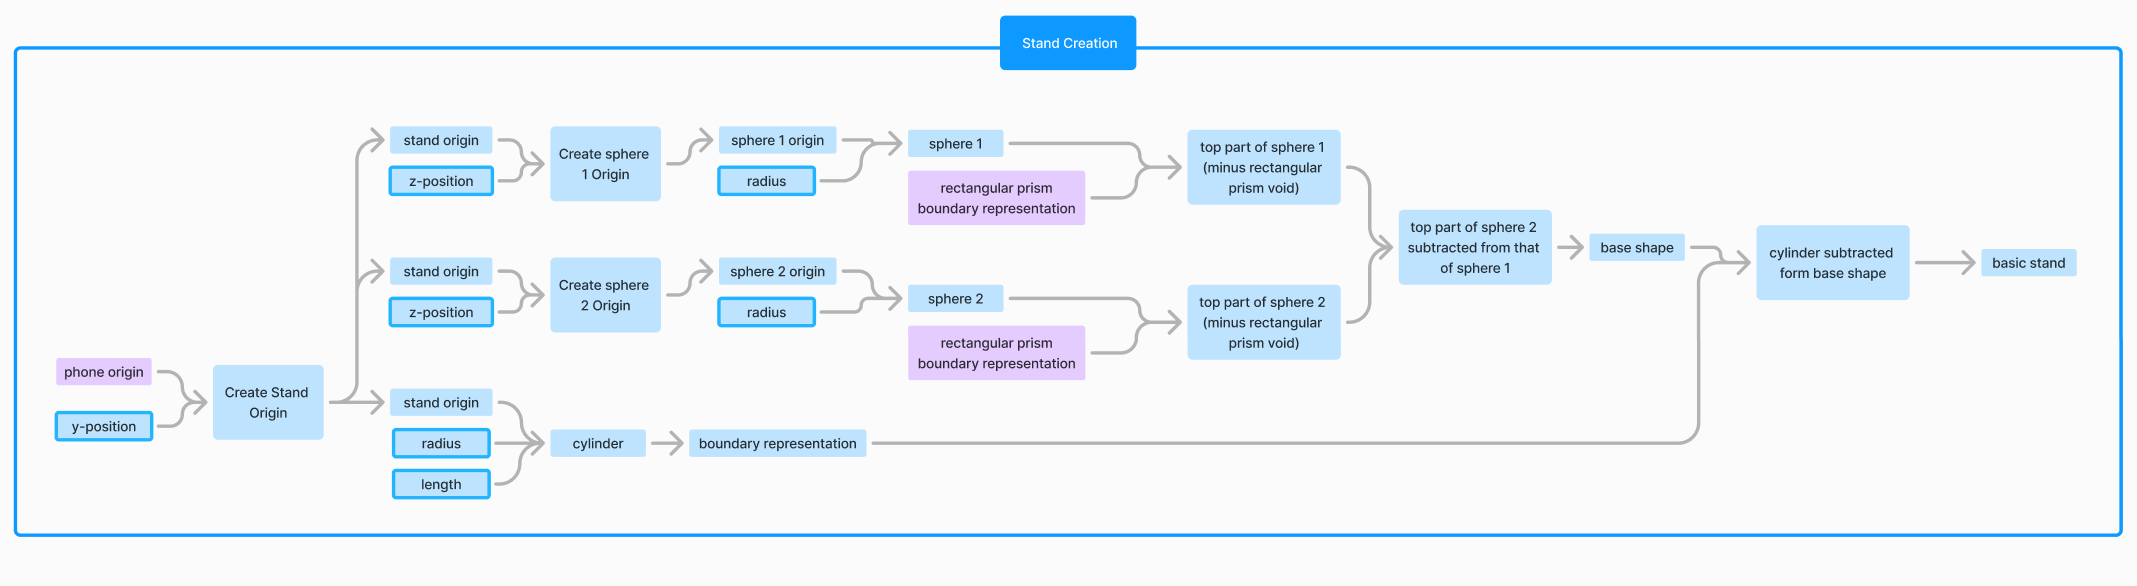 Stand Creation
stand origin
z-position
Create sphere
1 Origin
sphere 1 origin
radius
sphere 1
rectangular prism
boundary representation
top part of sphere 1
(minus rectangular
prism void)
stand origin
z-position
Create sphere
2 Origin
sphere 2 origin
radius
sphere 2
rectangular prism
boundary representation
top part of sphere 2
(minus rectangular
prism void)
top part of sphere 2
subtracted from that
of sphere 1
base shape
cylinder subtracted
form base shape
basic stand
phone origin
y-position
Create Stand
Origin
stand origin
radius
length
cylinder
boundary representation